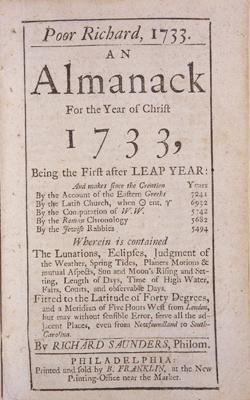 Poor Richard, 1733.
AN
Almanack
For the Year of Christ
1733,
Being the First after LEAP YEAR:
And makes since the Creation Years
By the Account of the Eastern Greeks 7241
By the Latin Church, when ☉ ent. ♈ 6932
By the Computation of W.W. 5742
By the Roman Chronology 5682
By the Jewish Rabbies 5494
Wherein is contained
The Lunations, Eclipses, Judgment of
the Weather, Spring Tides, Planets Motions &
mutual Aspects, Sun and Moon's Rising and Set-
ting, Length of Days, Time of High Water,
Fairs, Courts, and observable Days.
Fitted to the Latitude of Forty Degrees,
and a Meridian of Five Hours West from London,
but may without sensible Error, serve all the ad-
jacent Places, even from Newfoundland to South-
Carolina.
By RICHARD SAUNDERS, Philom.
PHILADELPHIA:
Printed and sold by B. FRANKLIN, at the New
Printing-Office near the Market.